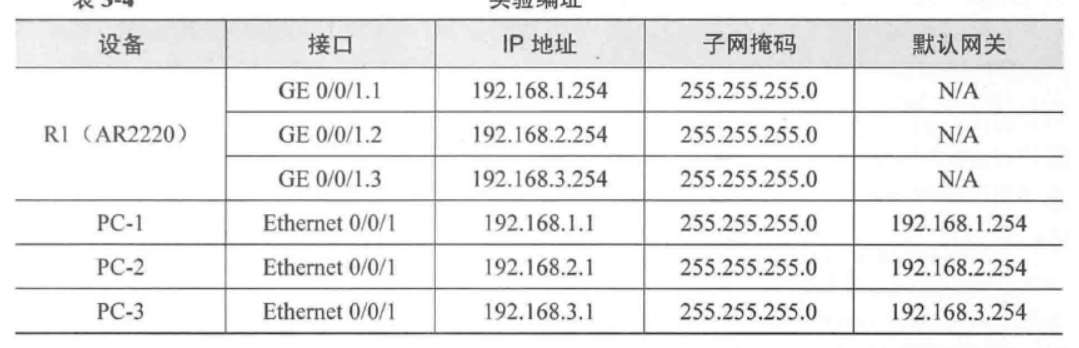 表 3-4 实验编址
设备 接口 IP 地址 子网掩码 默认网关
R1（AR2220） GE 0/0/1.1 192.168.1.254 255.255.255.0 N/A
GE 0/0/1.2 192.168.2.254 255.255.255.0 N/A
GE 0/0/1.3 192.168.3.254 255.255.255.0 N/A
PC-1 Ethernet 0/0/1 192.168.1.1 255.255.255.0 192.168.1.254
PC-2 Ethernet 0/0/1 192.168.2.1 255.255.255.0 192.168.2.254
PC-3 Ethernet 0/0/1 192.168.3.1 255.255.255.0 192.168.3.254